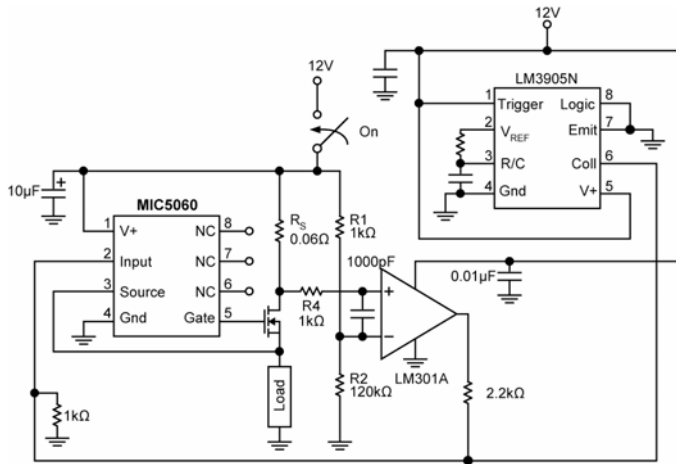 12V
12V
LM3905N
On
1 Trigger Logic 8
2 VREF Emit 7
3 R/C Coll 6
4 Gnd V+ 5
10µF +
MIC5060
1 V+ NC 8
2 Input NC 7
3 Source NC 6
4 Gnd Gate 5
RS
0.06Ω
R1
1kΩ
1000pF
0.01µF
R4
1kΩ
+
−
LM301A
R2
120kΩ
2.2kΩ
Load
1kΩ